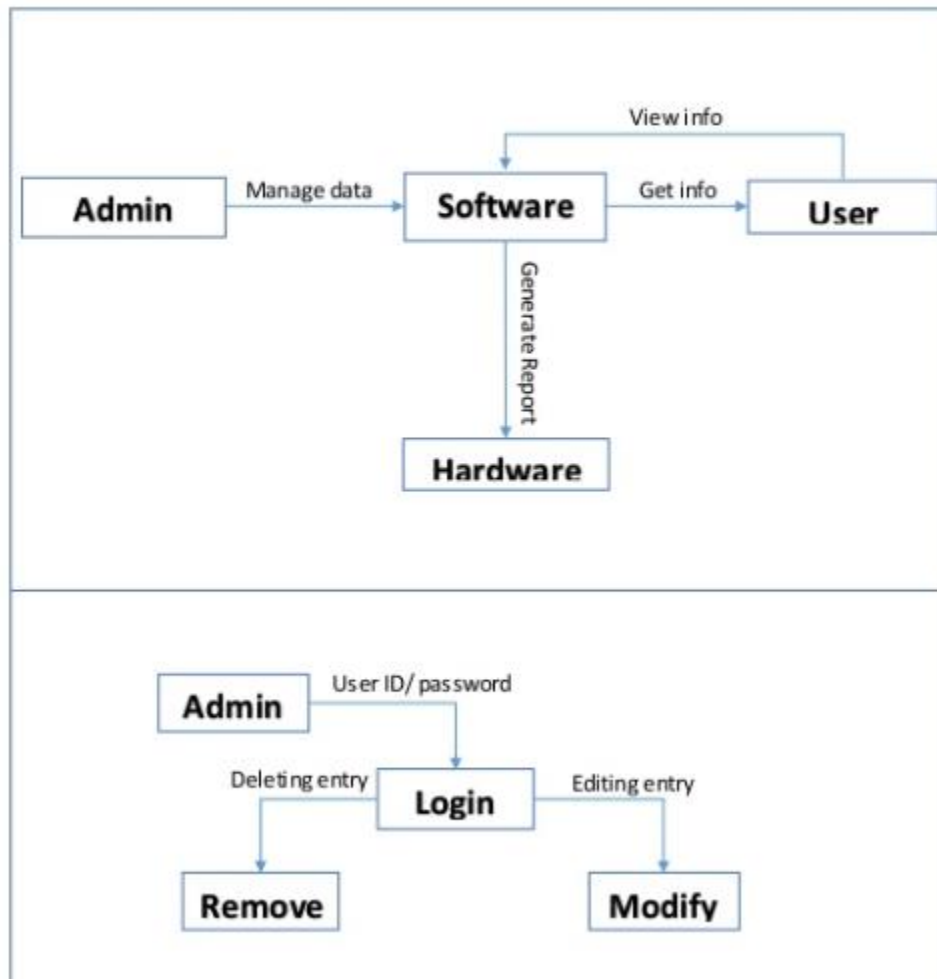 View info
Admin
Manage data
Software
Get info
User
Generate Report
Hardware
Admin
User ID/ password
Deleting entry
Login
Editing entry
Remove
Modify